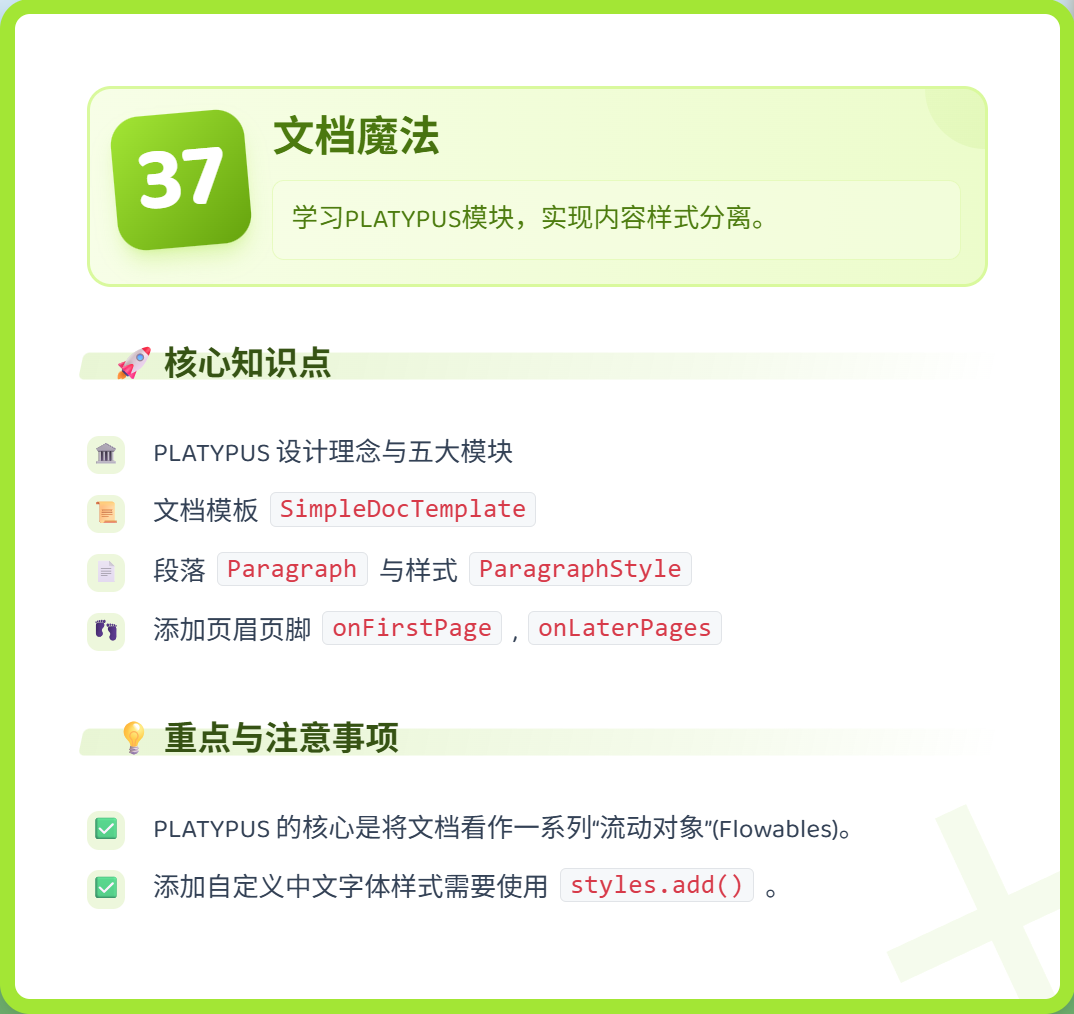 37
文档魔法
学习PLATYPUS模块，实现内容样式分离。
核心知识点
PLATYPUS 设计理念与五大模块
文档模板 SimpleDocTemplate
段落 Paragraph 与样式 ParagraphStyle
添加页眉页脚 onFirstPage , onLaterPages
重点与注意事项
PLATYPUS 的核心是将文档看作一系列“流动对象”(Flowables)。
添加自定义中文字体样式需要使用 styles.add() 。